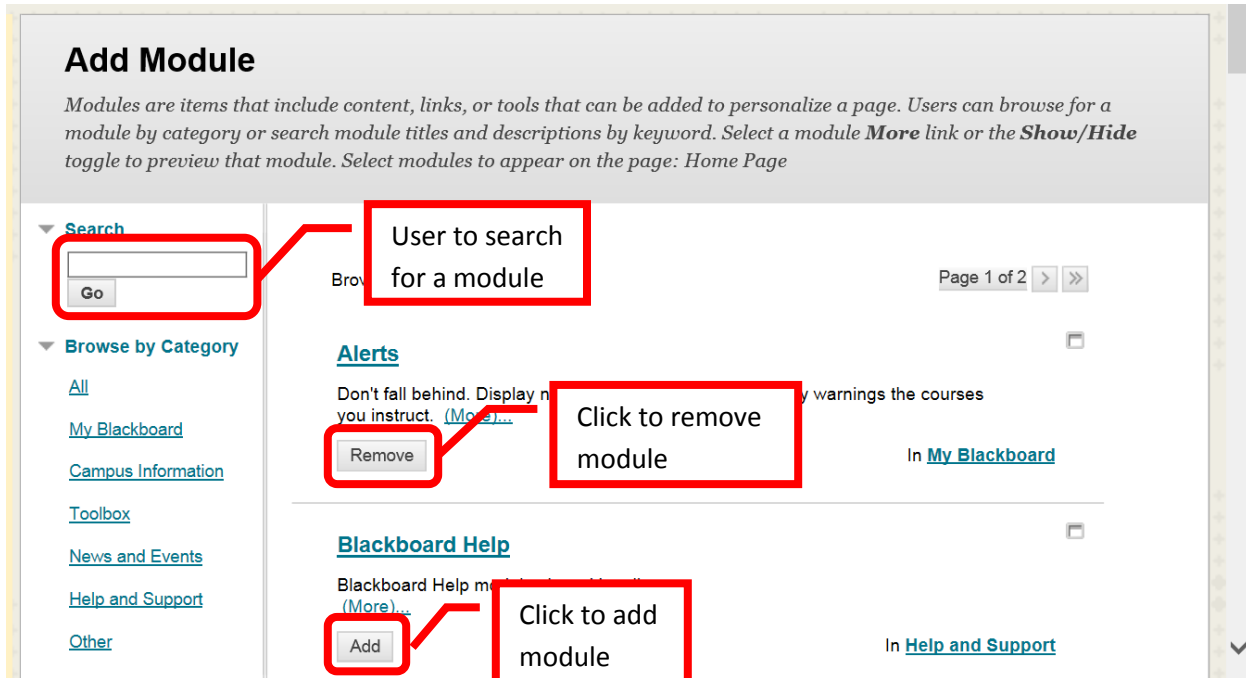 Add Module
Modules are items that include content, links, or tools that can be added to personalize a page. Users can browse for a
module by category or search module titles and descriptions by keyword. Select a module More link or the Show/Hide
toggle to preview that module. Select modules to appear on the page: Home Page
Search
Go
User to search
for a module
Page 1 of 2 > >>
Browse by Category
All
My Blackboard
Campus Information
Toolbox
News and Events
Help and Support
Other
Alerts
Don't fall behind. Display warnings the courses
you instruct. (More)...
Remove
Click to remove
module
In My Blackboard
Blackboard Help
Blackboard Help
(More)...
Add
Click to add
module
In Help and Support